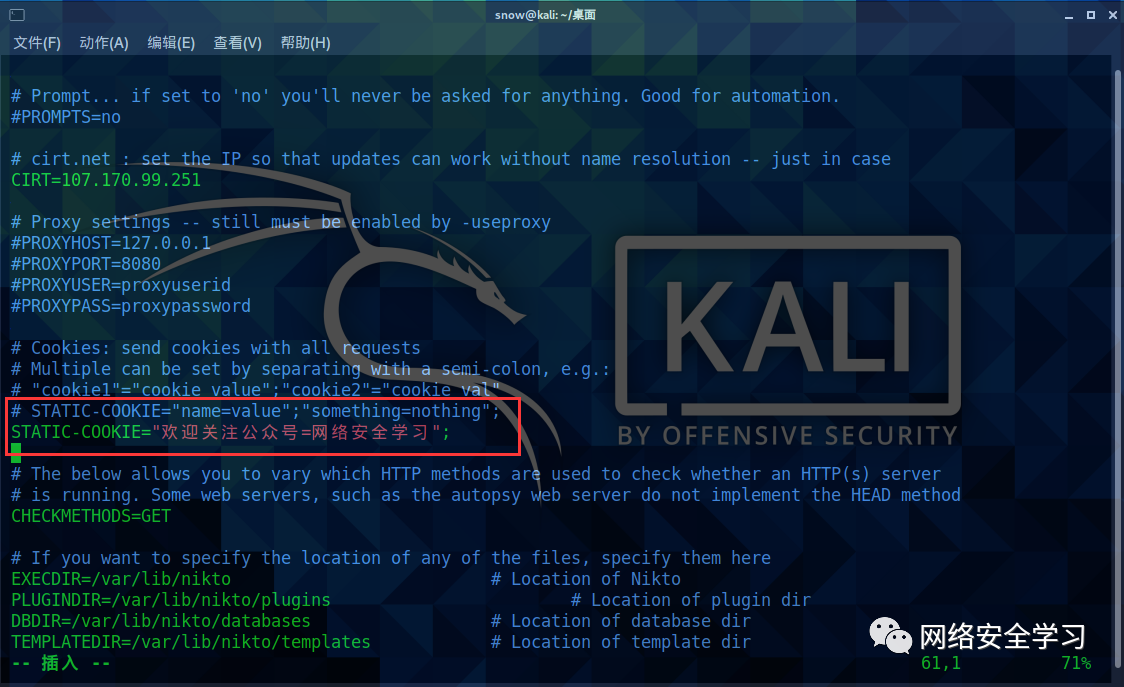 snow@kali: ~/桌面
文件(F) 动作(A) 编辑(E) 查看(V) 帮助(H)
# Prompt... if set to 'no' you'll never be asked for anything. Good for automation.
#PROMPTS=no
# cirt.net : set the IP so that updates can work without name resolution -- just in case
CIRT=107.170.99.251
# Proxy settings -- still must be enabled by -useproxy
#PROXYHOST=127.0.0.1
#PROXYPORT=8080
#PROXYUSER=proxyuserid
#PROXYPASS=proxypassword
# Cookies: send cookies with all requests
# Multiple can be set by separating with a semi-colon, e.g.:
# "cookie1"="cookie value";"cookie2"="cookie val"
# STATIC-COOKIE="name=value";"something=nothing";
STATIC-COOKIE="欢迎关注公众号=网络安全学习";
# The below allows you to vary which HTTP methods are used to check whether an HTTP(s) server
# is running. Some web servers, such as the autopsy web server do not implement the HEAD method
CHECKMETHODS=GET
# If you want to specify the location of any of the files, specify them here
EXECDIR=/var/lib/nikto # Location of Nikto
PLUGINDIR=/var/lib/nikto/plugins # Location of plugin dir
DBDIR=/var/lib/nikto/databases # Location of database dir
TEMPLATEDIR=/var/lib/nikto/templates # Location of template dir
-- 插入 -- 61,1 71%
KALI
BY OFFENSIVE SECURITY
网络安全学习